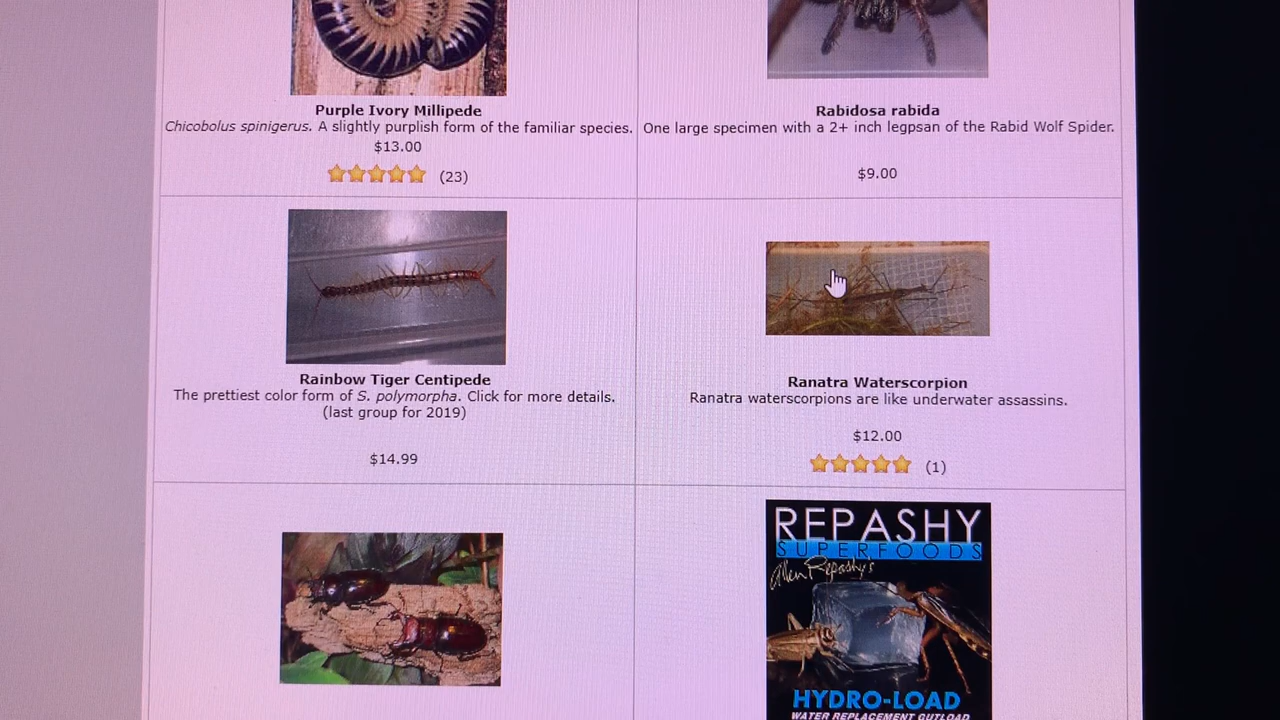 Purple Ivory Millipede
Chicobolus spinigerus. A slightly purplish form of the familiar species.
$13.00
(23)
Rabidosa rabida
One large specimen with a 2+ inch legpsan of the Rabid Wolf Spider.
$9.00
Rainbow Tiger Centipede
The prettiest color form of S. polymorpha. Click for more details.
(last group for 2019)
$14.99
Ranatra Waterscorpion
Ranatra waterscorpions are like underwater assassins.
$12.00
(1)
REPASHY
SUPERFOODS
Allen Repashy's
HYDRO-LOAD
WATER REPLACEMENT GUTLOAD